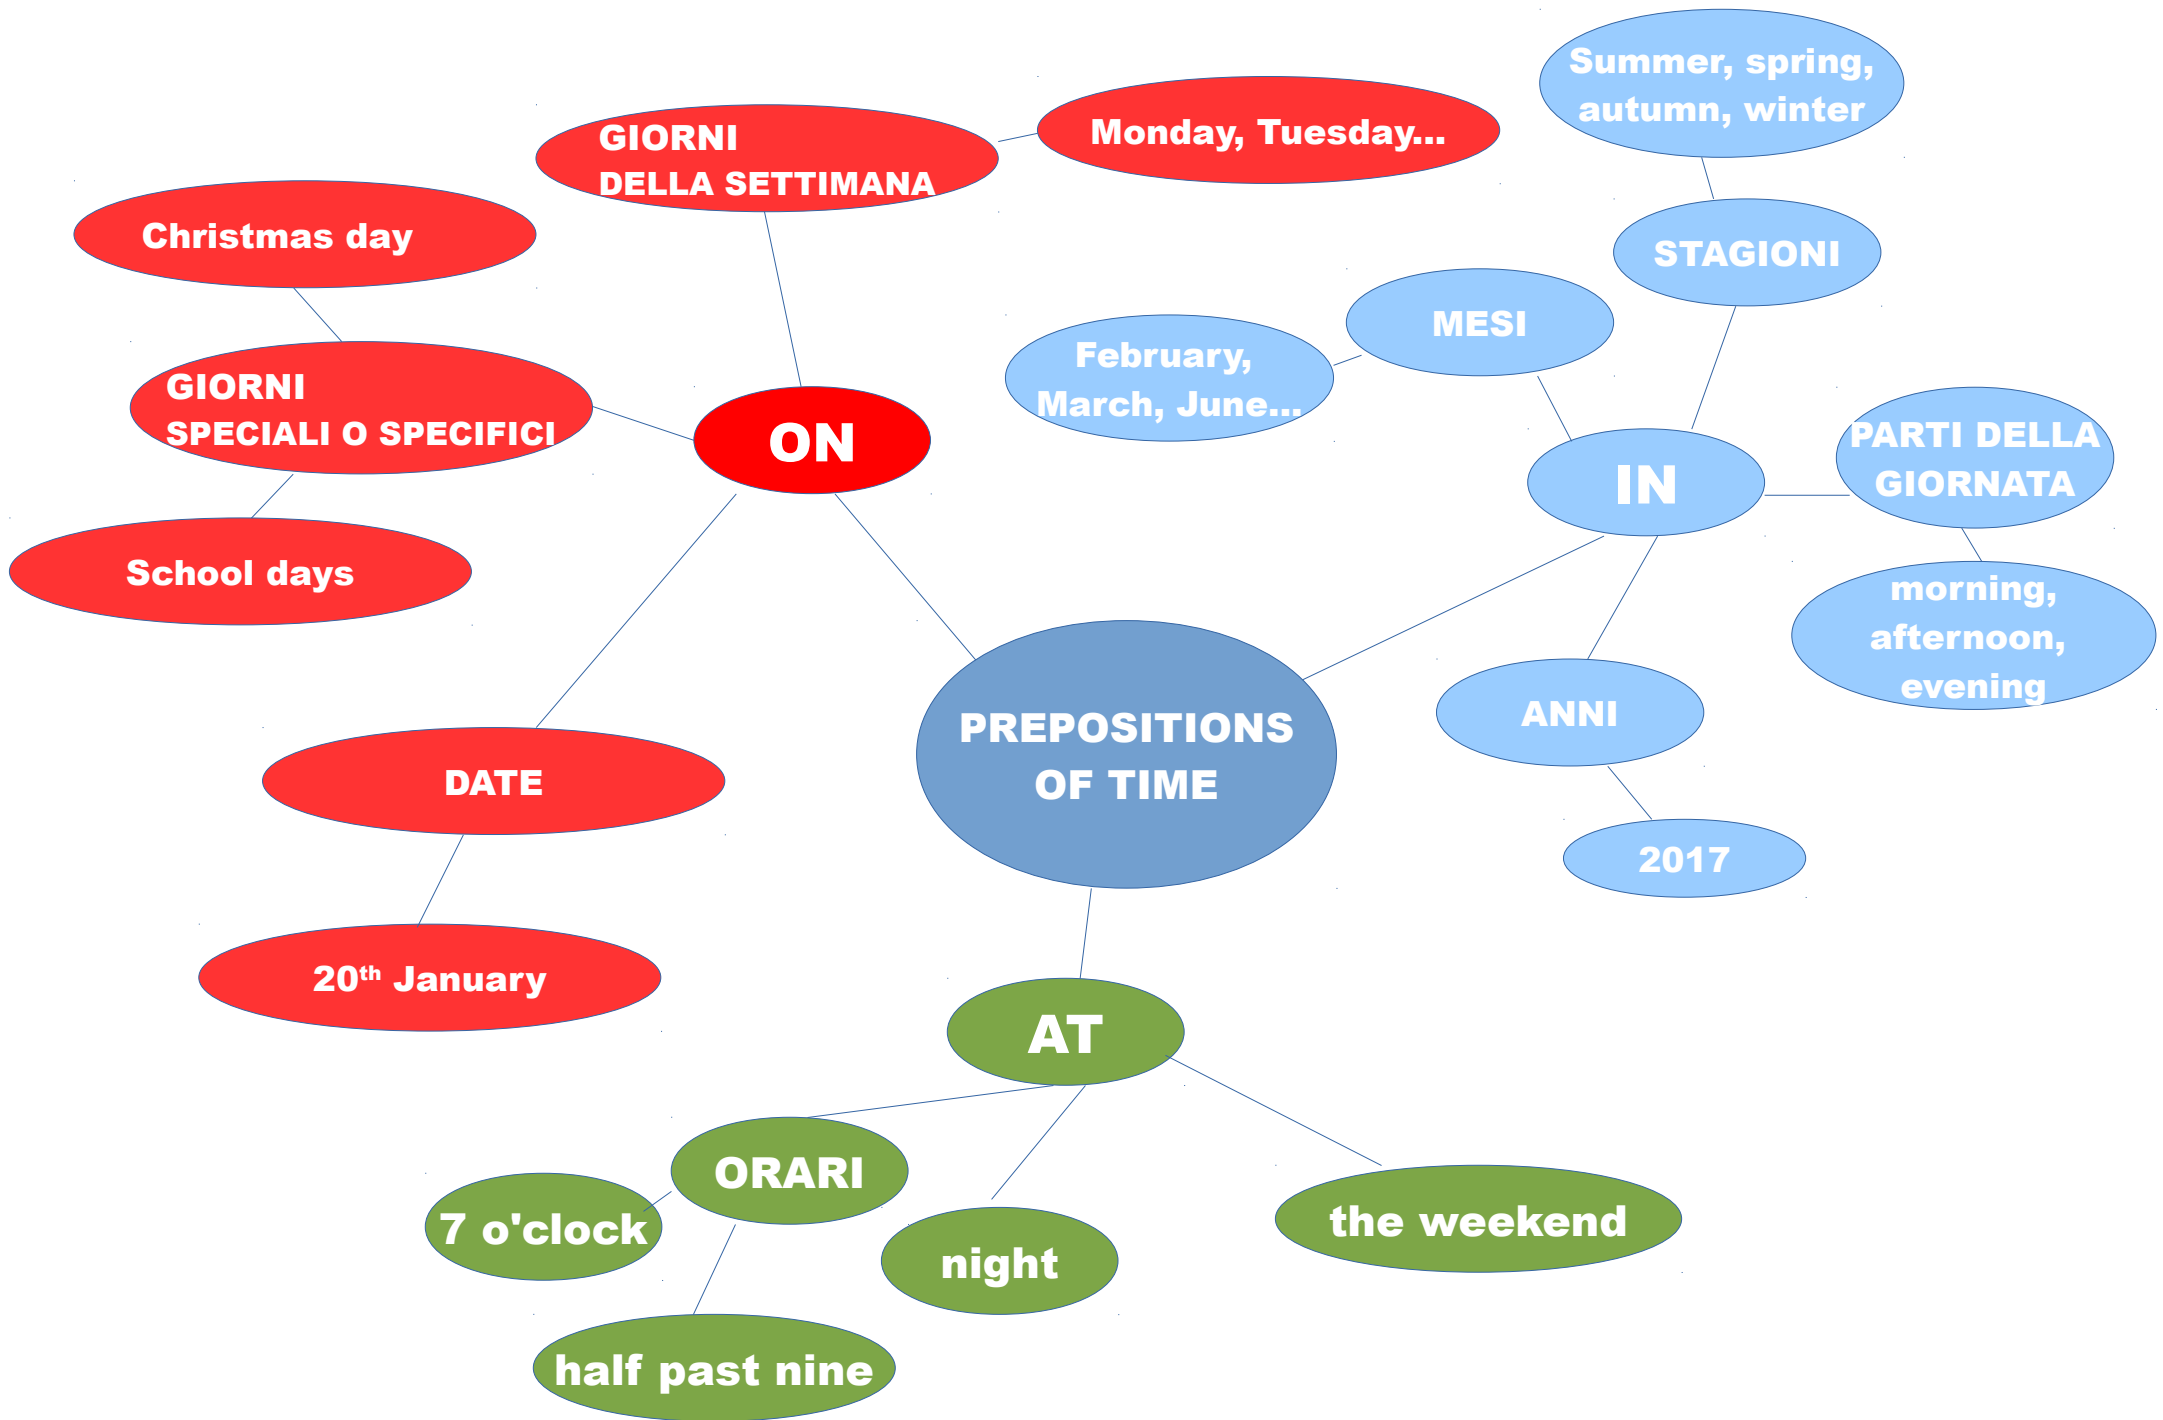 Summer, spring,
autumn, winter
GIORNI
DELLA SETTIMANA
Monday, Tuesday...
Christmas day
STAGIONI
MESI
February,
March, June...
GIORNI
SPECIALI O SPECIFICI
ON
IN
PARTI DELLA
GIORNATA
School days
morning,
afternoon,
evening
PREPOSITIONS
OF TIME
ANNI
DATE
2017
20th January
AT
ORARI
7 o'clock
night
the weekend
half past nine